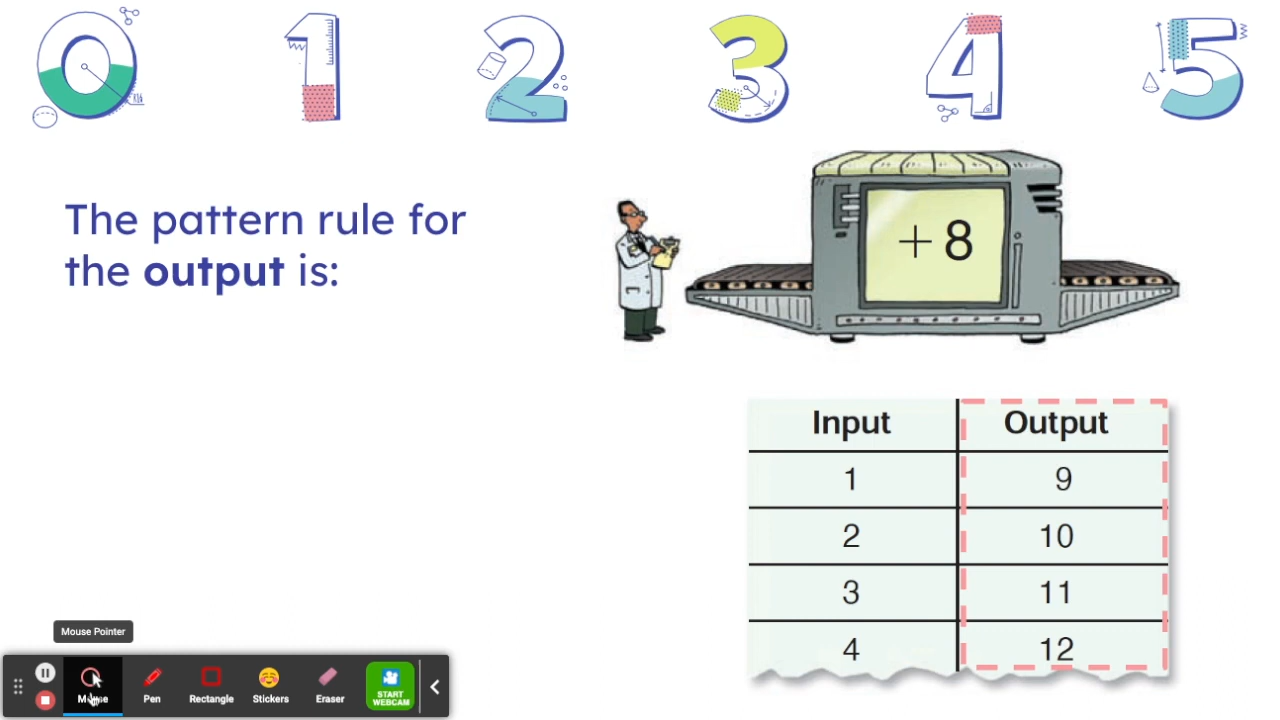 0 1 2 3 4 5
The pattern rule for
the output is:
+ 8
Input Output
1 9
2 10
3 11
4 12
Mouse Pointer
Mouse Pen Rectangle Stickers Eraser START
WEBCAM